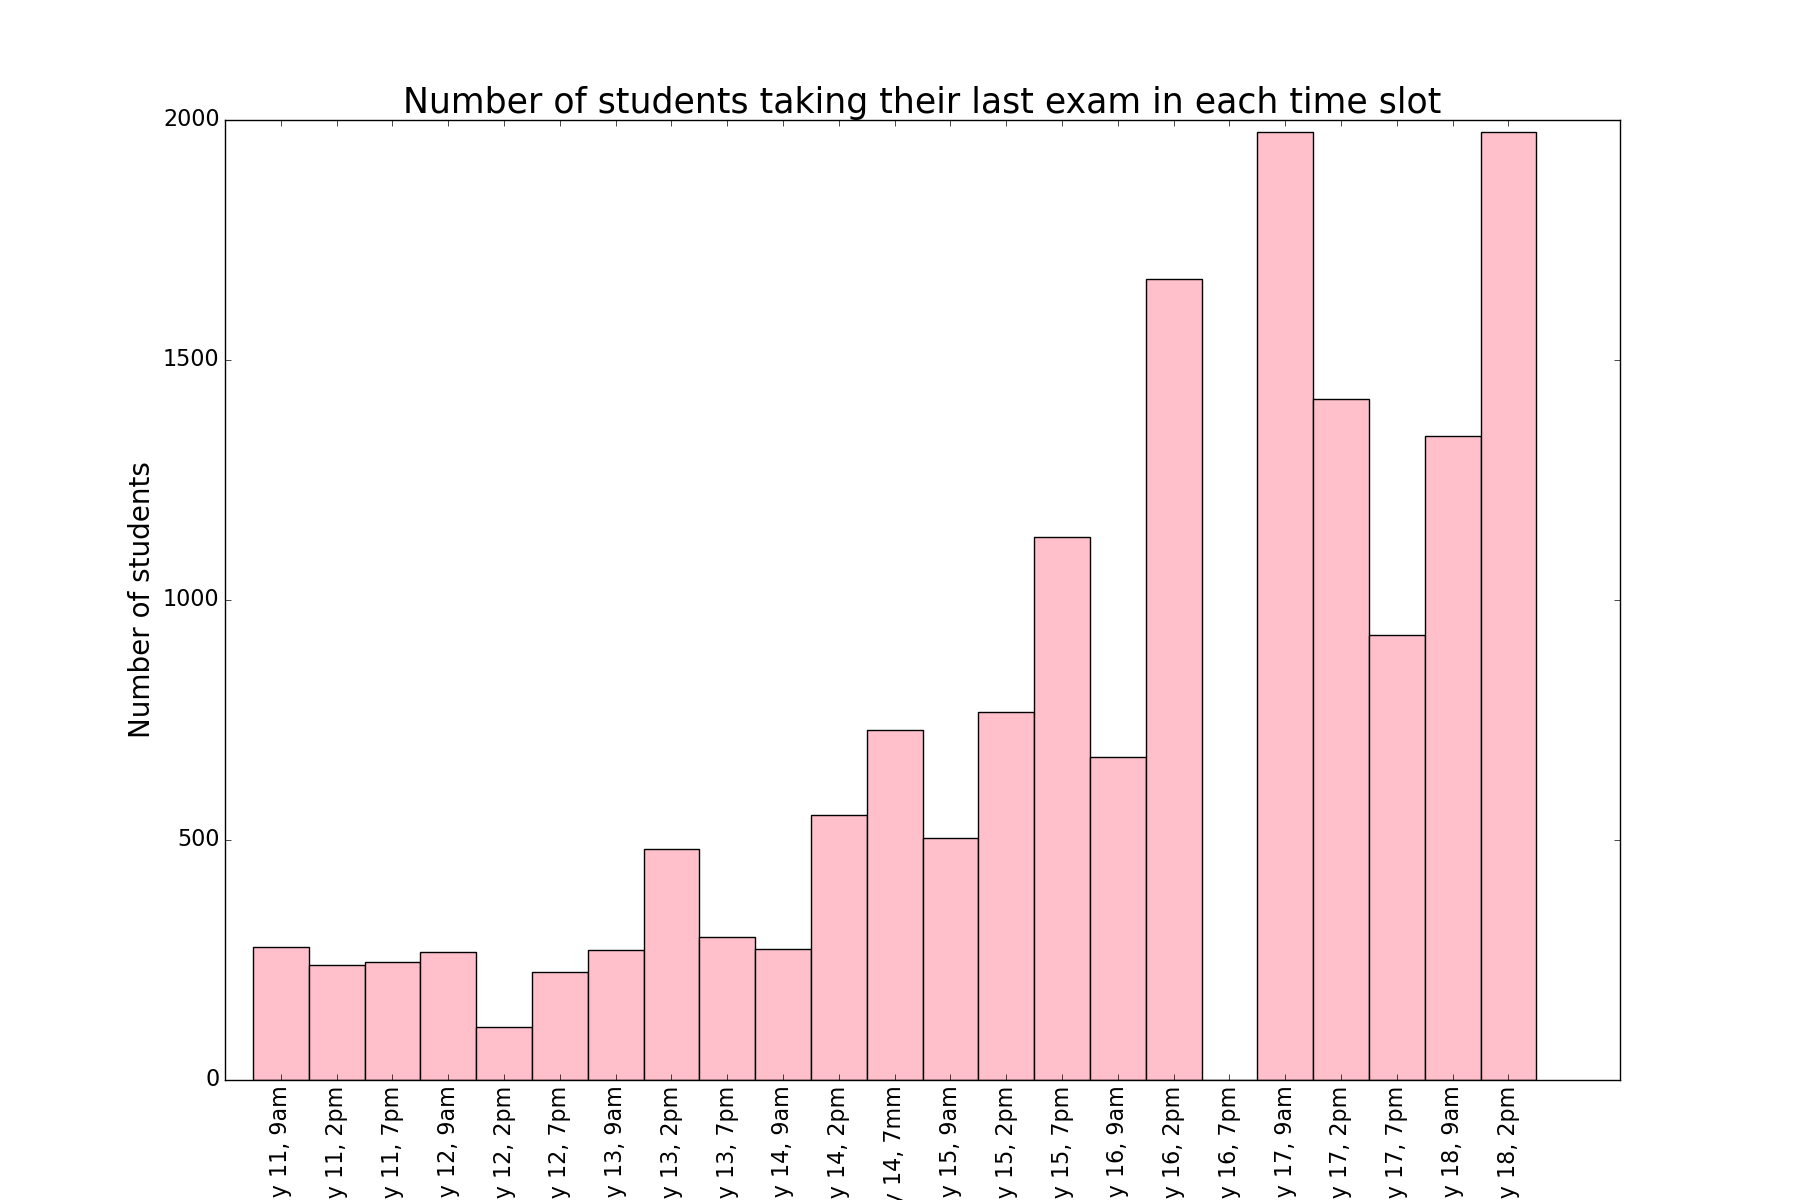 Number of students taking their last exam in each time slot
Number of students
2000
1500
1000
500
0
y 11, 9am
y 11, 2pm
y 11, 7pm
y 12, 9am
y 12, 2pm
y 12, 7pm
y 13, 9am
y 13, 2pm
y 13, 7pm
y 14, 9am
y 14, 2pm
y 14, 7mm
y 15, 9am
y 15, 2pm
y 15, 7pm
y 16, 9am
y 16, 2pm
y 16, 7pm
y 17, 9am
y 17, 2pm
y 17, 7pm
y 18, 9am
y 18, 2pm